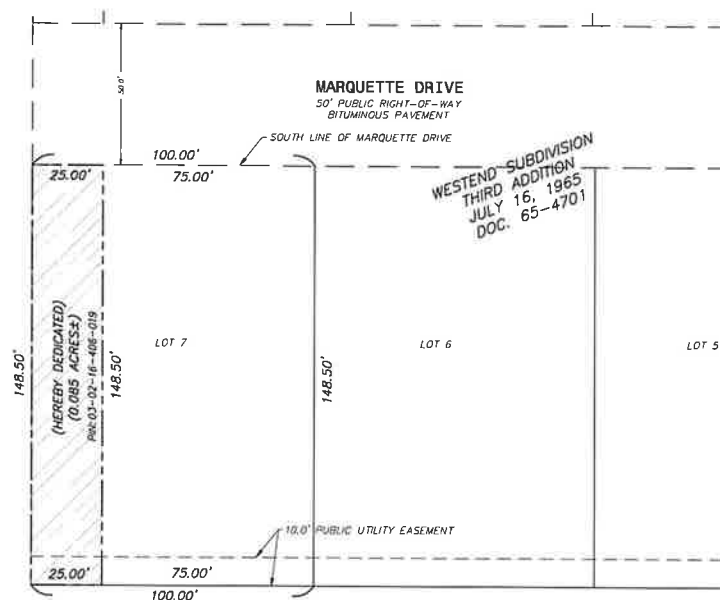 50.0'
MARQUETTE DRIVE
50' PUBLIC RIGHT-OF-WAY
BITUMINOUS PAVEMENT
SOUTH LINE OF MARQUETTE DRIVE
100.00'
25.00'
75.00'
WESTEND SUBDIVISION
THIRD ADDITION
JULY 16, 1965
DOC. 65-4701
148.50'
(HEREBY DEDICATED)
(0.085 ACRES±)
PIN:03-02-16-406-019
148.50'
LOT 7
148.50'
LOT 6
LOT 5
10.0' PUBLIC UTILITY EASEMENT
25.00'
75.00'
100.00'